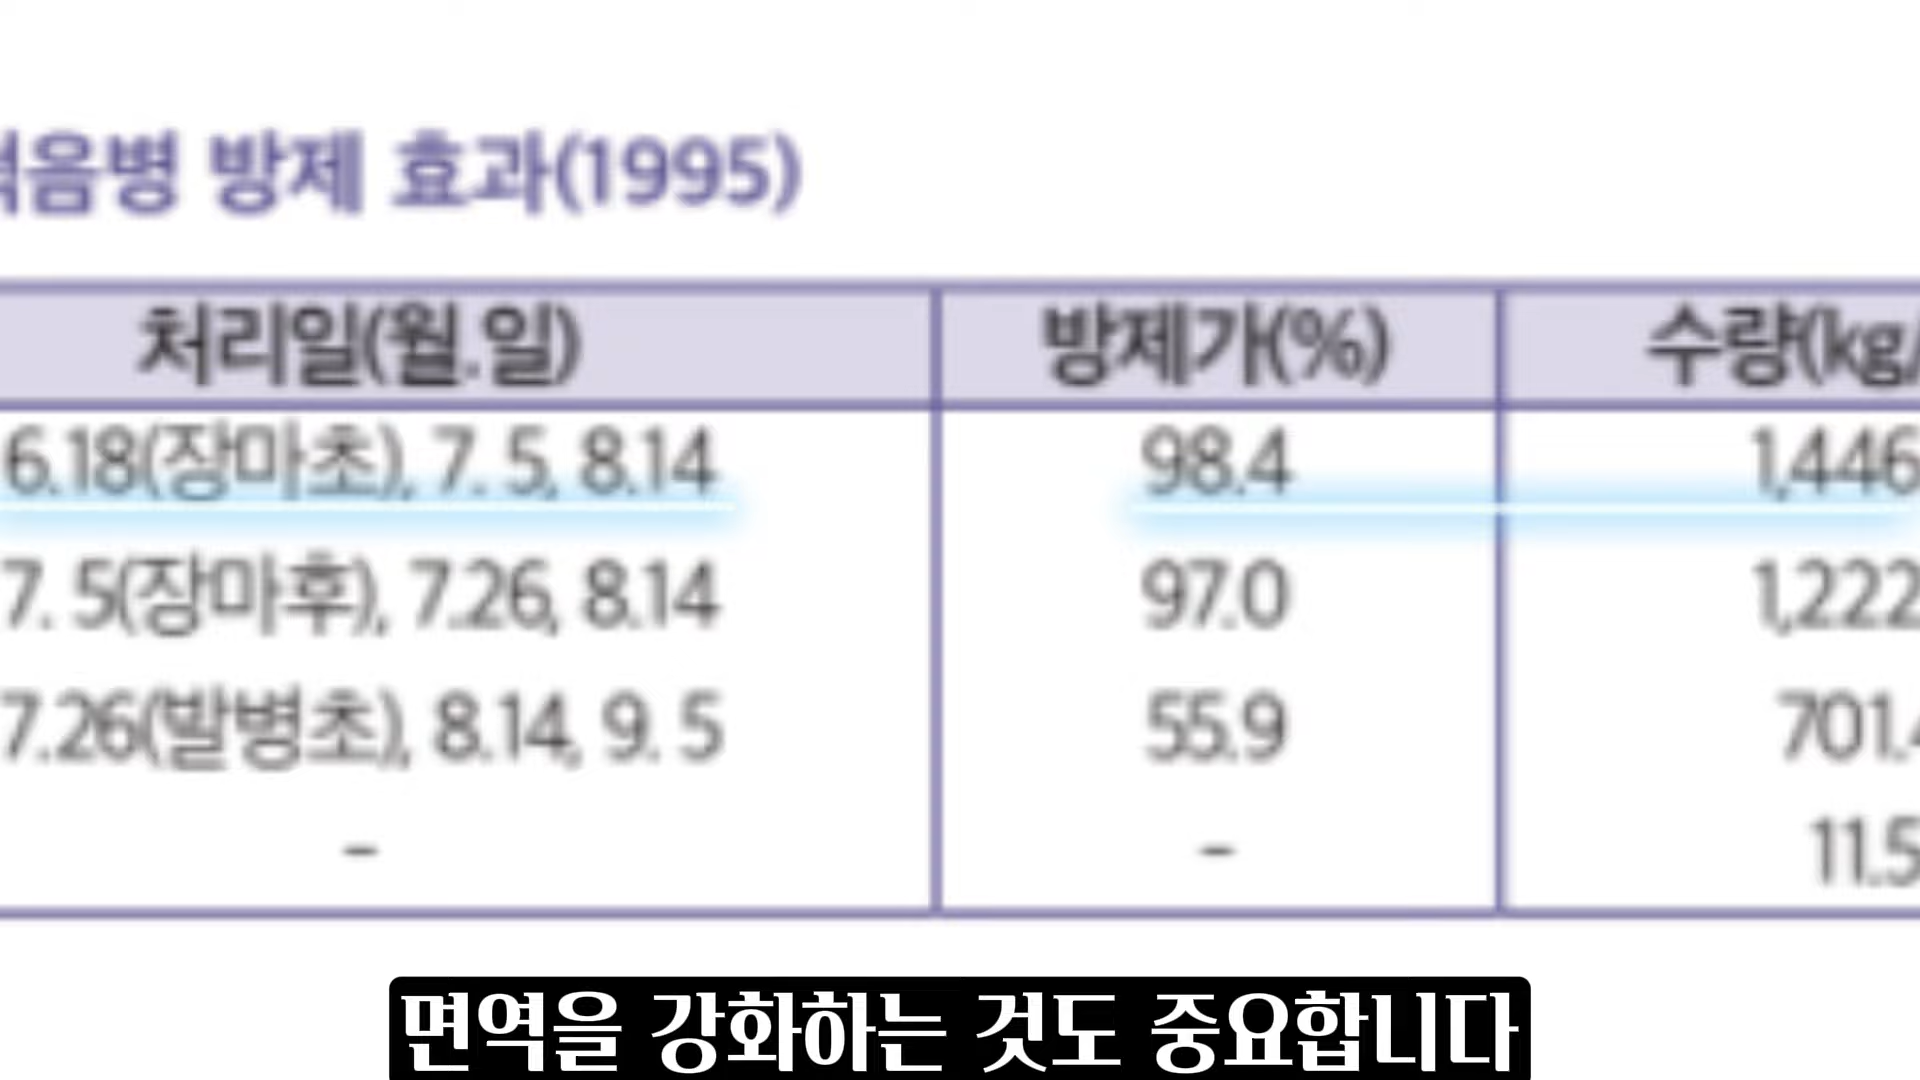 음병 방제 효과(1995)
처리일(월.일) 방제가(%) 수량(kg/
6.18(장마초), 7. 5, 8.14 98.4 1,446
7. 5(장마후), 7.26, 8.14 97.0 1,222
7.26(발병초), 8.14, 9. 5 55.9 701.4
- - 11.5
면역을 강화하는 것도 중요합니다